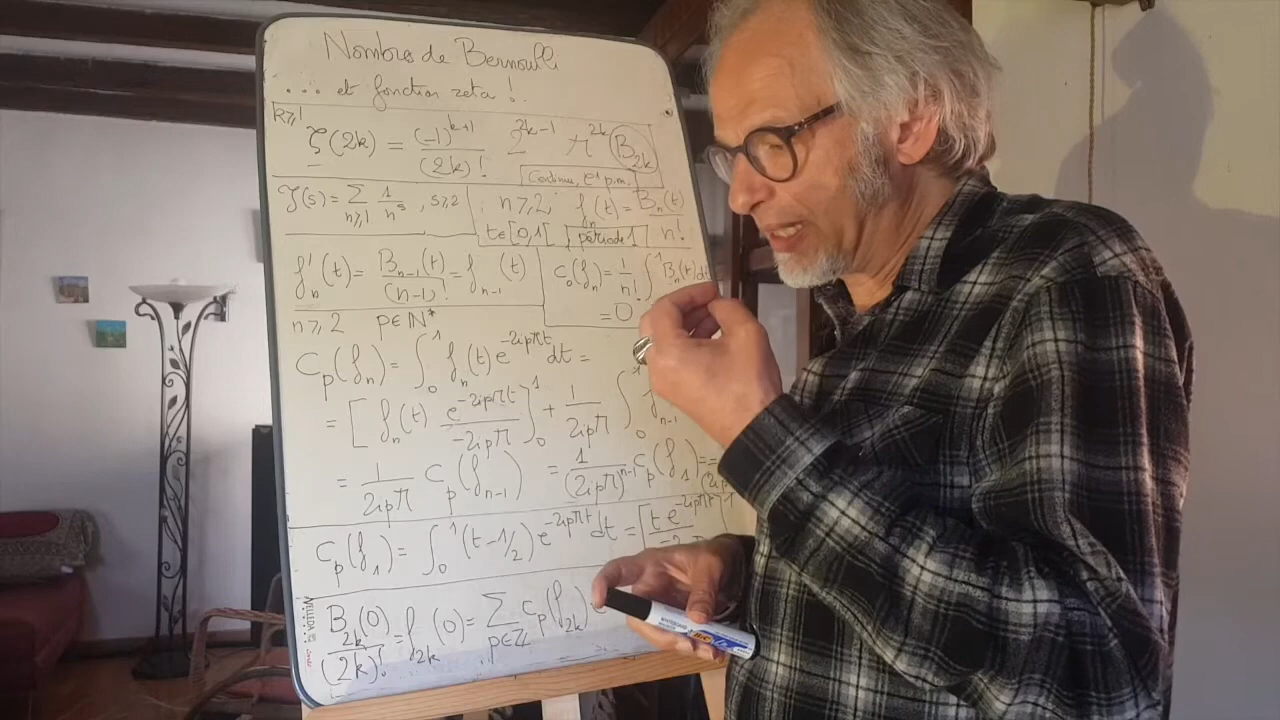 Nombres de Bernoulli
... et fonction zeta !
k≥1
ζ(2k) = (-1)^{k+1}/(2k)! 2^{2k-1} π^{2k} B_{2k}
Continue, C^1 p.m.
ζ(s) = ∑_{n≥1} 1/n^s , s≥2
n≥2, f_n(t) = B_n(t)/n!
t∈[0,1[ période 1
f'_n(t) = B_{n-1}(t)/(n-1)! = f_{n-1}(t)
c_0(f_n) = 1/n! ∫_0^1 B_n(t) dt
= 0
n≥2 p∈ℕ*
C_p(f_n) = ∫_0^1 f_n(t) e^{-2ipπt} dt =
= [f_n(t) e^{-2ipπt}/-2ipπ]_0^1 + 1/2ipπ ∫_0^1 f_{n-1}
= 1/2ipπ C_p(f_{n-1}) = 1/(2ipπ)^{n-1} C_p(f_1) =
C_p(f_1) = ∫_0^1 (t-1/2) e^{-2ipπt} dt = [t e^{-2ipπt}
B_{2k}(0)/(2k)! = f_{2k}(0) = ∑_{p∈ℤ} C_p(f_{2k})
VELLEDA